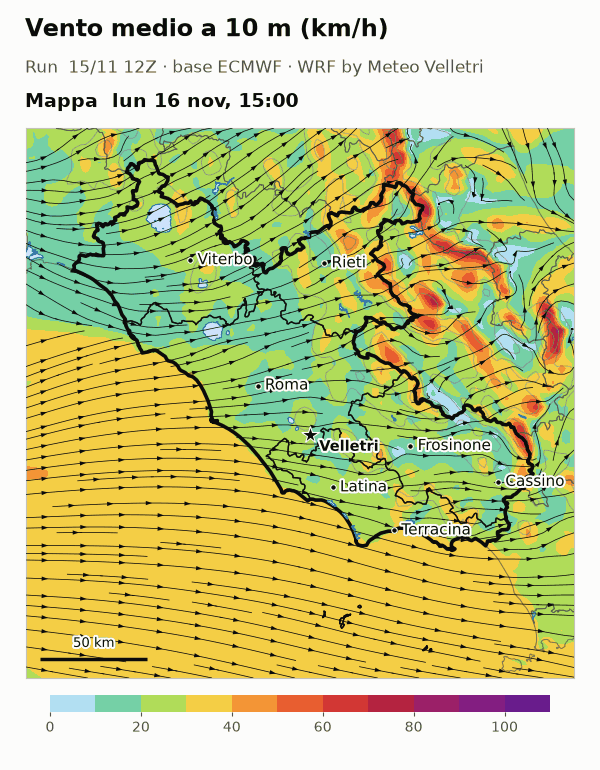 Vento medio a 10 m (km/h)
Run 15/11 12Z · base ECMWF · WRF by Meteo Velletri
Mappa lun 16 nov, 15:00
Viterbo
Rieti
Roma
Velletri
Frosinone
Latina
Cassino
Terracina
50 km
0 20 40 60 80 100